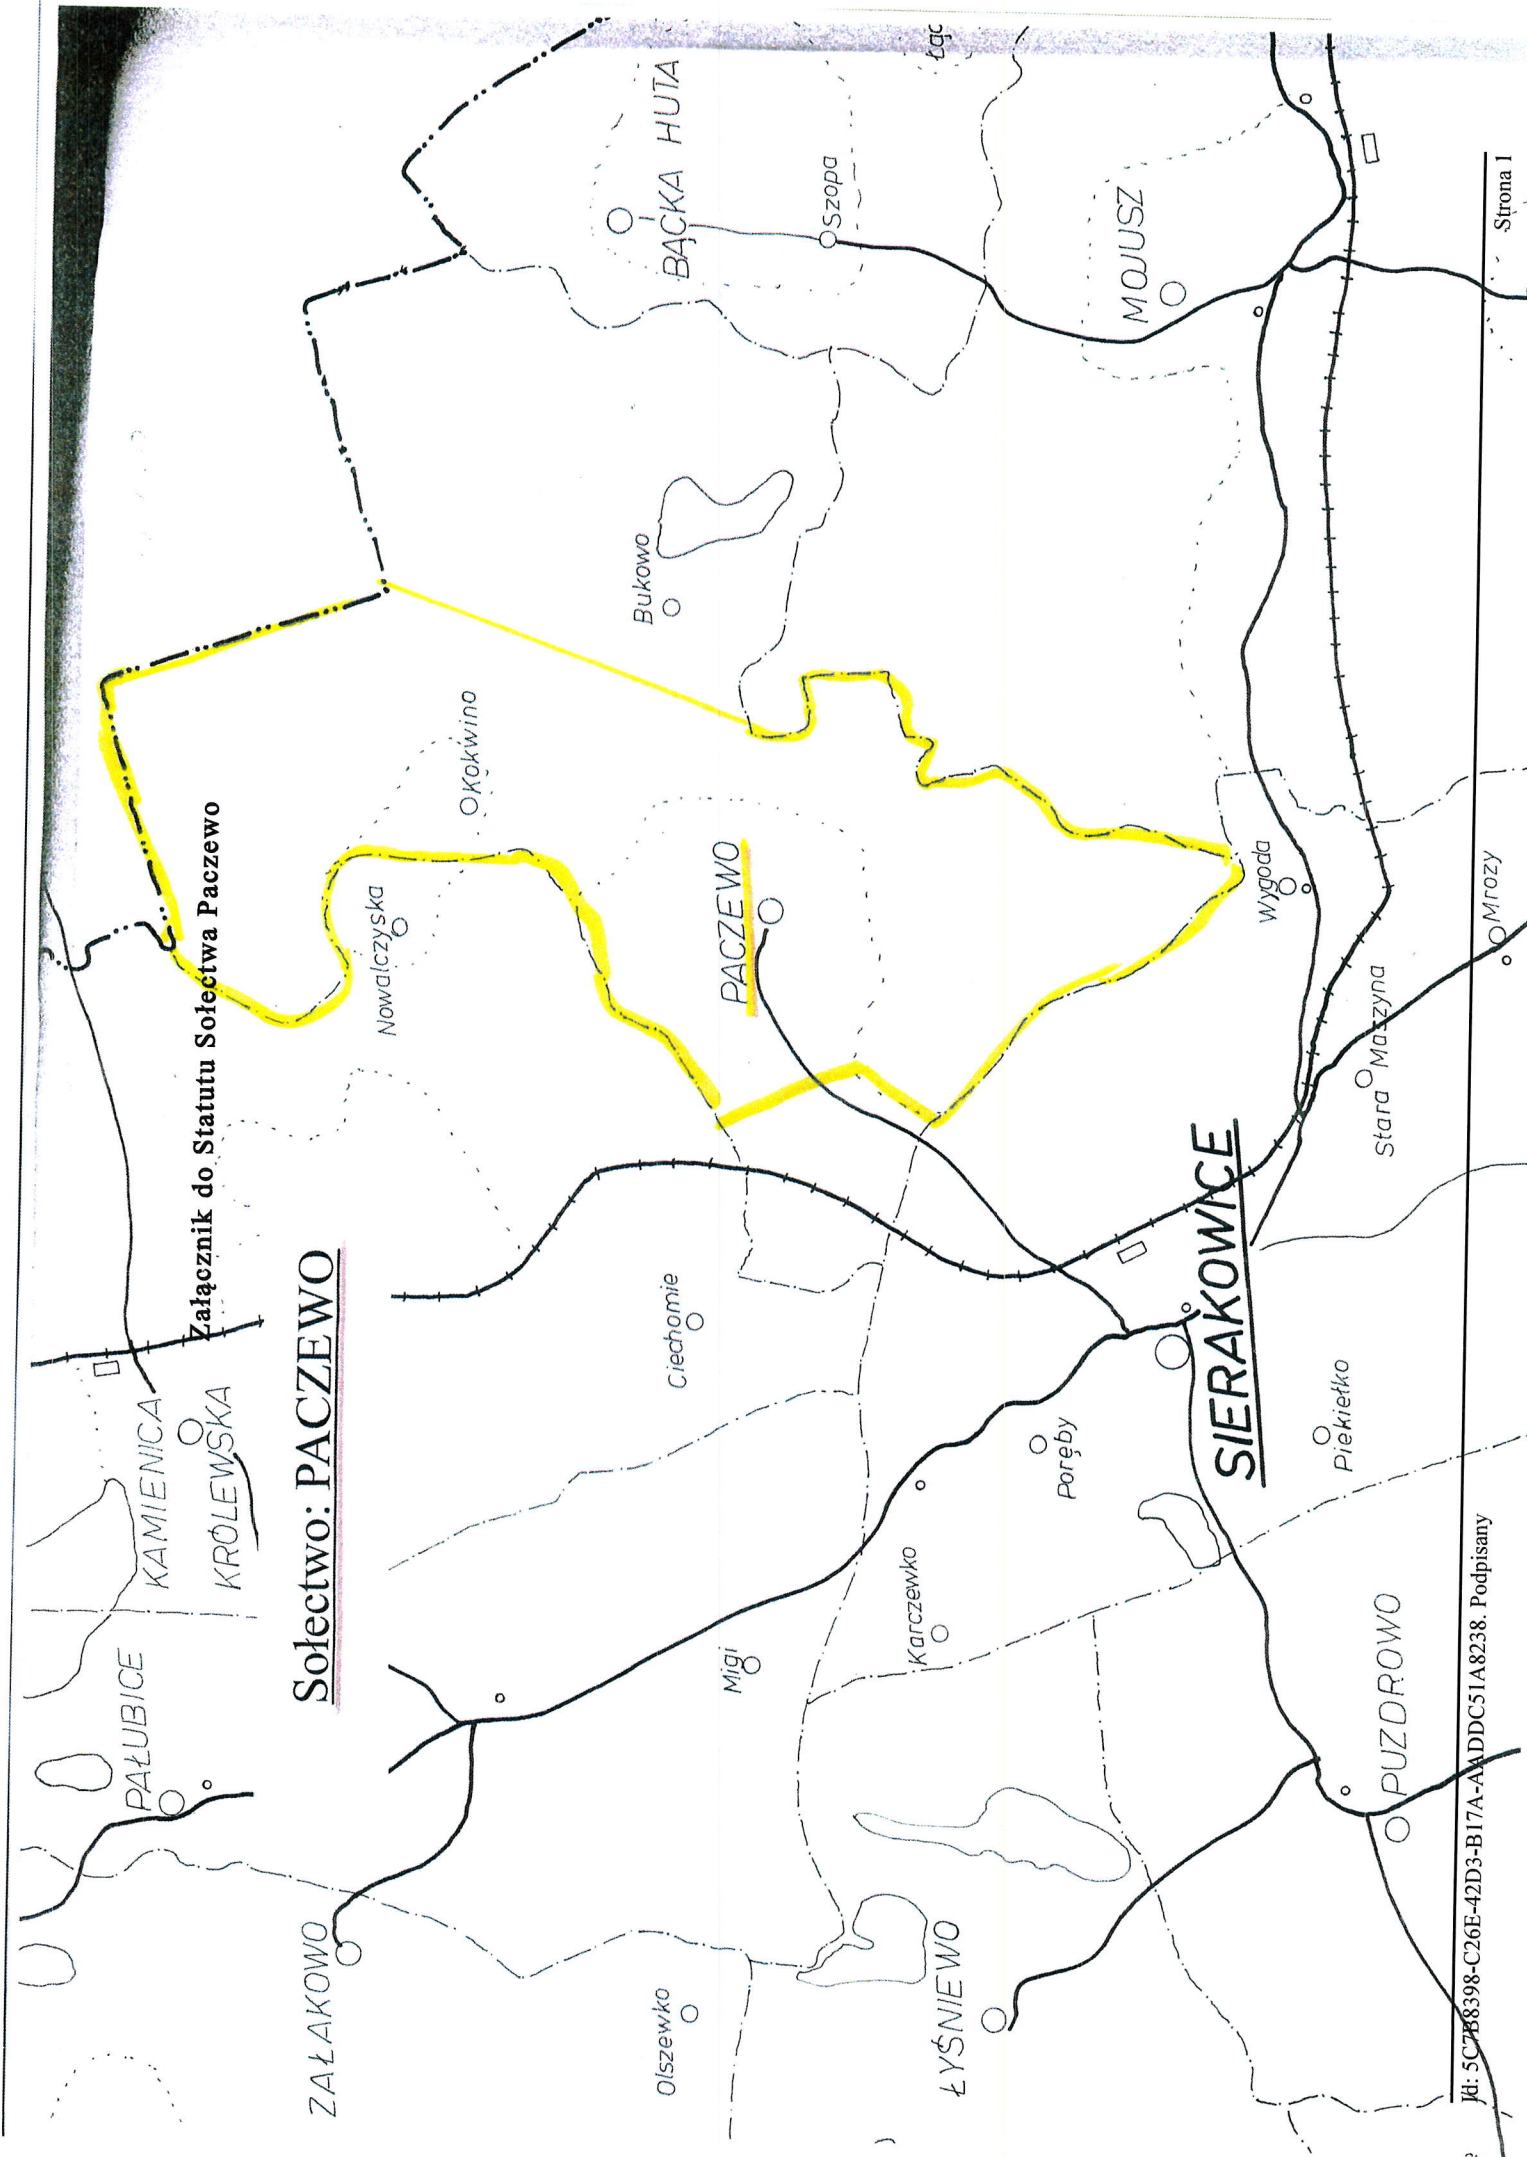 Załącznik do Statutu Sołectwa Paczewo
Sołectwo: PACZEWO
PAŁUBICE
KAMIENICA
KRÓLEWSKA
ZAŁAKOWO
Nowalczyska
Kokwino
Bukowo
BĄCKA HUTA
Szopa
Łąc
Olszewko
Migi
Ciechomie
PACZEWO
ŁYŚNIEWO
Karczewko
Poręby
MOJUSZ
SIERAKOWICE
Wygoda
PUZDROWO
Piekiełko
Stara Maszyna
Mrozy
Id: 5C7B8398-C26E-42D3-B17A-AADDC51A8238. Podpisany
Strona 1